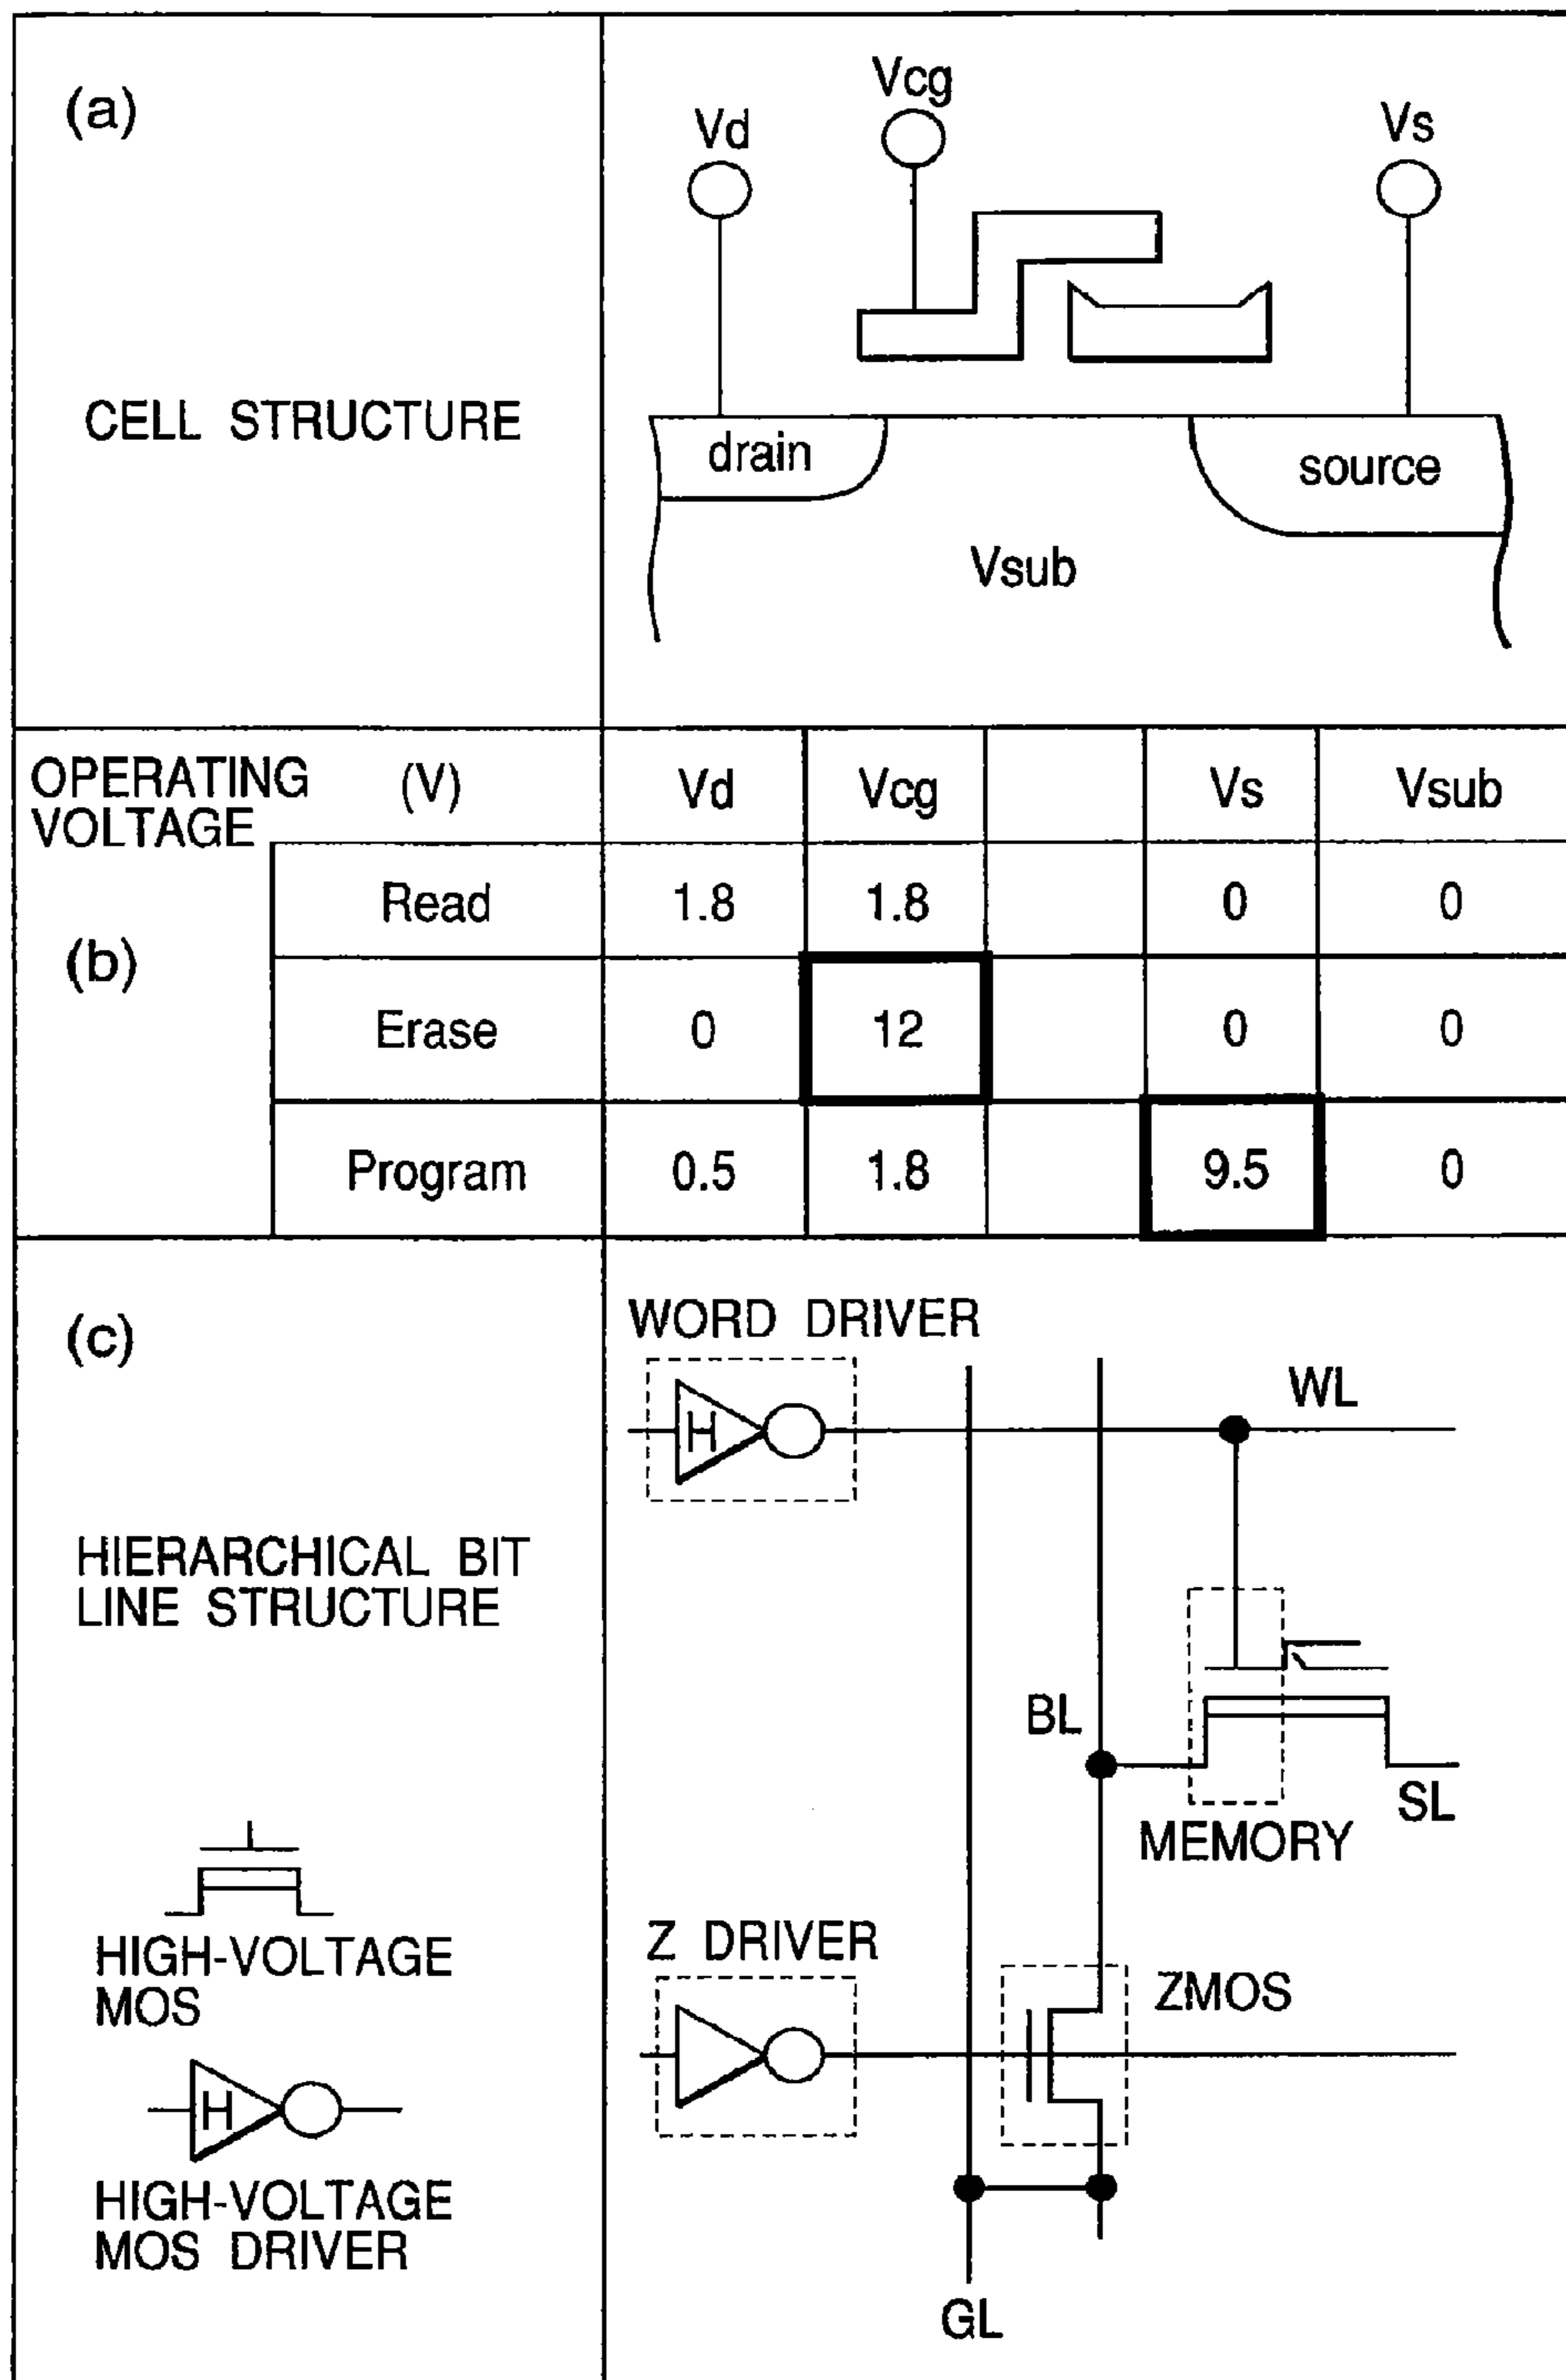 (a)
CELL STRUCTURE
Vd
Vcg
Vs
drain
source
Vsub
OPERATING
VOLTAGE
(V) Vd Vcg Vs Vsub
(b)
Read 1.8 1.8 0 0
Erase 0 12 0 0
Program 0.5 1.8 9.5 0
(c)
HIERARCHICAL BIT
LINE STRUCTURE
HIGH-VOLTAGE
MOS
H
HIGH-VOLTAGE
MOS DRIVER
WORD DRIVER
H
WL
BL
SL
MEMORY
Z DRIVER
ZMOS
GL